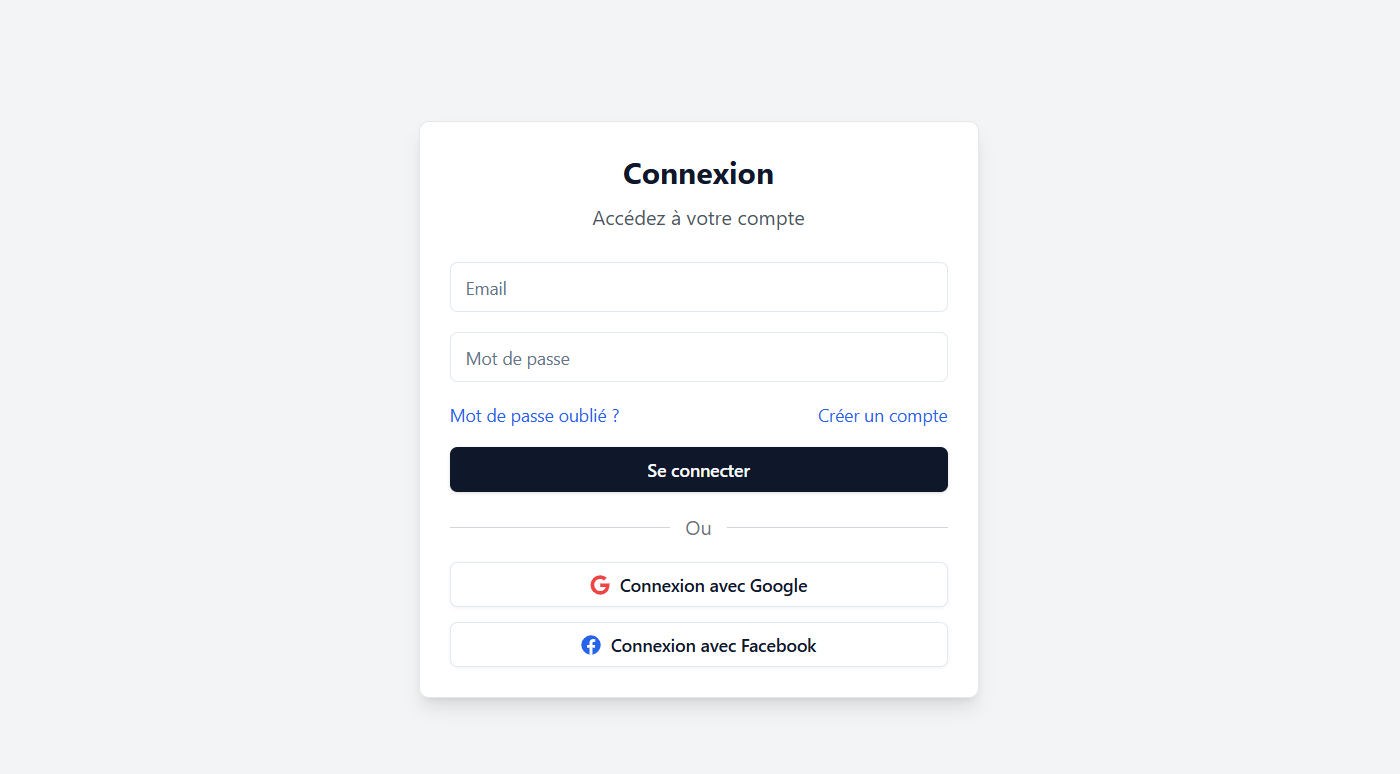 Connexion
Accédez à votre compte
Email
Mot de passe
Mot de passe oublié ? Créer un compte
Se connecter
Ou
Connexion avec Google
Connexion avec Facebook